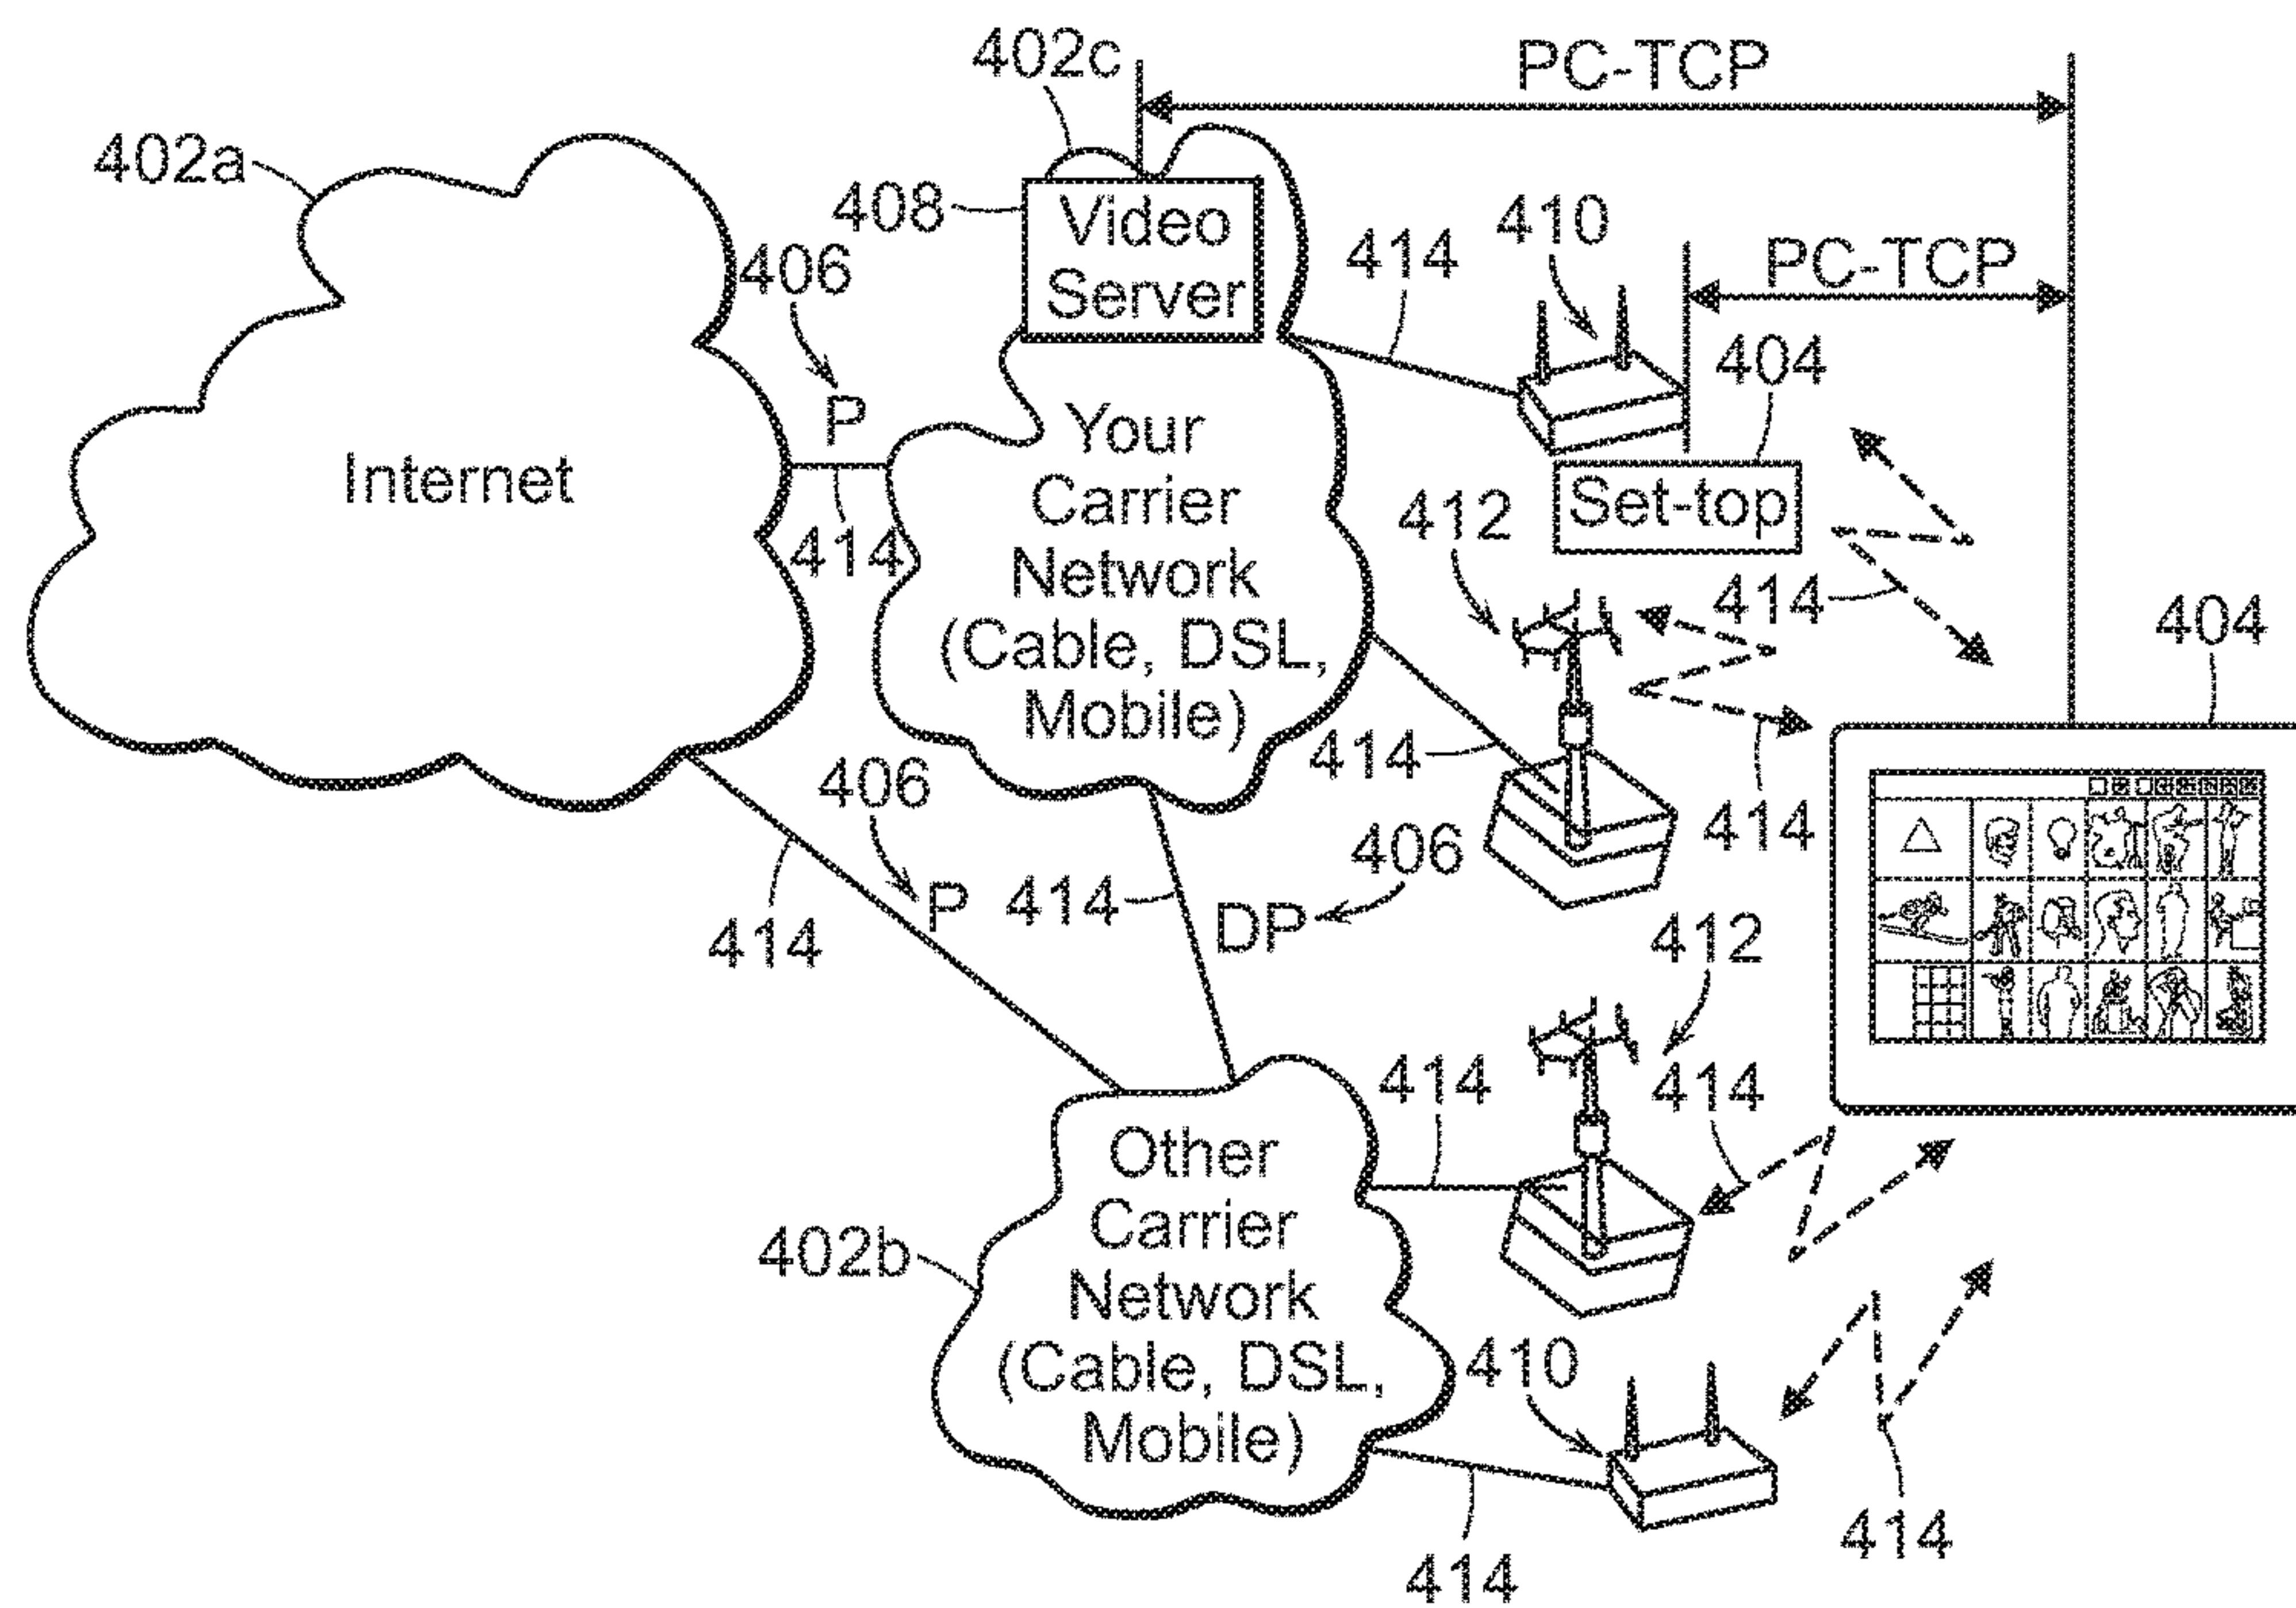 402c
PC-TCP
402a
408
Video
Server
406
414
410
PC-TCP
404
P
Internet
Your
Carrier
Network
(Cable, DSL,
Mobile)
414
412
Set-top
414
404
414
414
406
406
414
P
414
DP
412
414
414
Other
Carrier
Network
(Cable, DSL,
Mobile)
402b
410
414
414